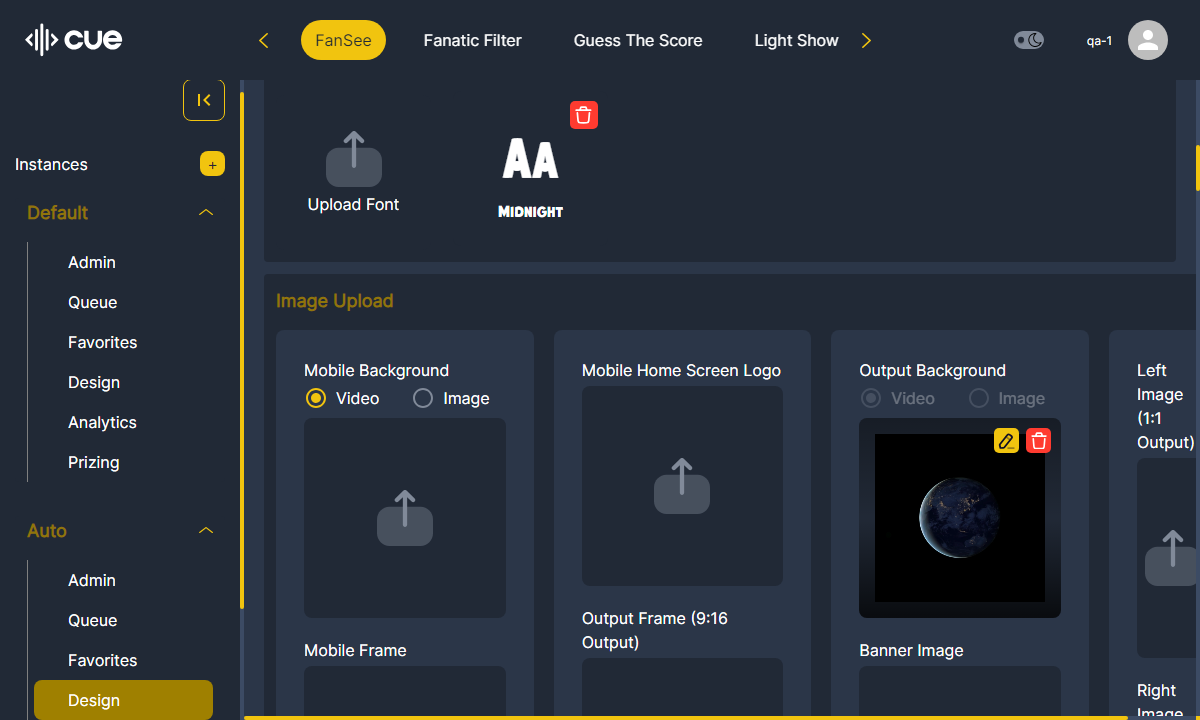 cue
FanSee
Fanatic Filter
Guess The Score
Light Show
qa-1
Instances
+
Default
Admin
Queue
Favorites
Design
Analytics
Prizing
Auto
Admin
Queue
Favorites
Design
Upload Font
AA
MIDNIGHT
Image Upload
Mobile Background
Video
Image
Mobile Frame
Mobile Home Screen Logo
Output Frame (9:16
Output)
Output Background
Video
Image
Banner Image
Left
Image
(1:1
Output)
Right
Image